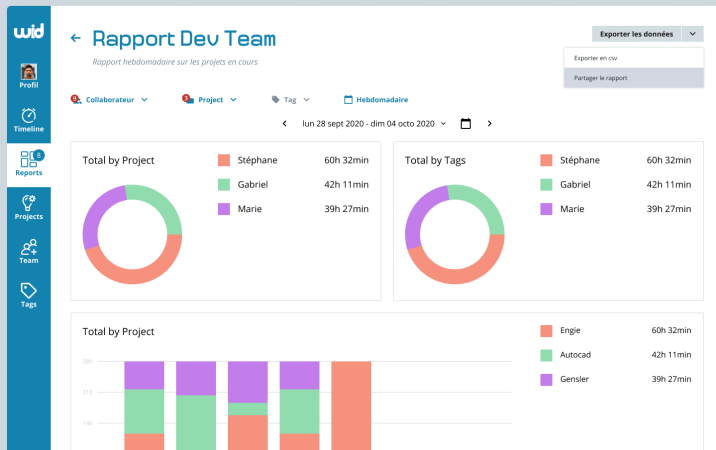 wid
Rapport Dev Team
Rapport hebdomadaire sur les projets en cours
Exporter les données
Exporter en csv
Partager le rapport
Profil
Timeline
8
Reports
Projects
Team
Tags
Collaborateur
Project
Tag
Hebdomadaire
lun 28 sept 2020 - dim 04 octo 2020
Total by Project
Stéphane 60h 32min
Gabriel 42h 11min
Marie 39h 27min
Total by Tags
Stéphane 60h 32min
Gabriel 42h 11min
Marie 39h 27min
Total by Project
Engie 60h 32min
Autocad 42h 11min
Gensler 39h 27min